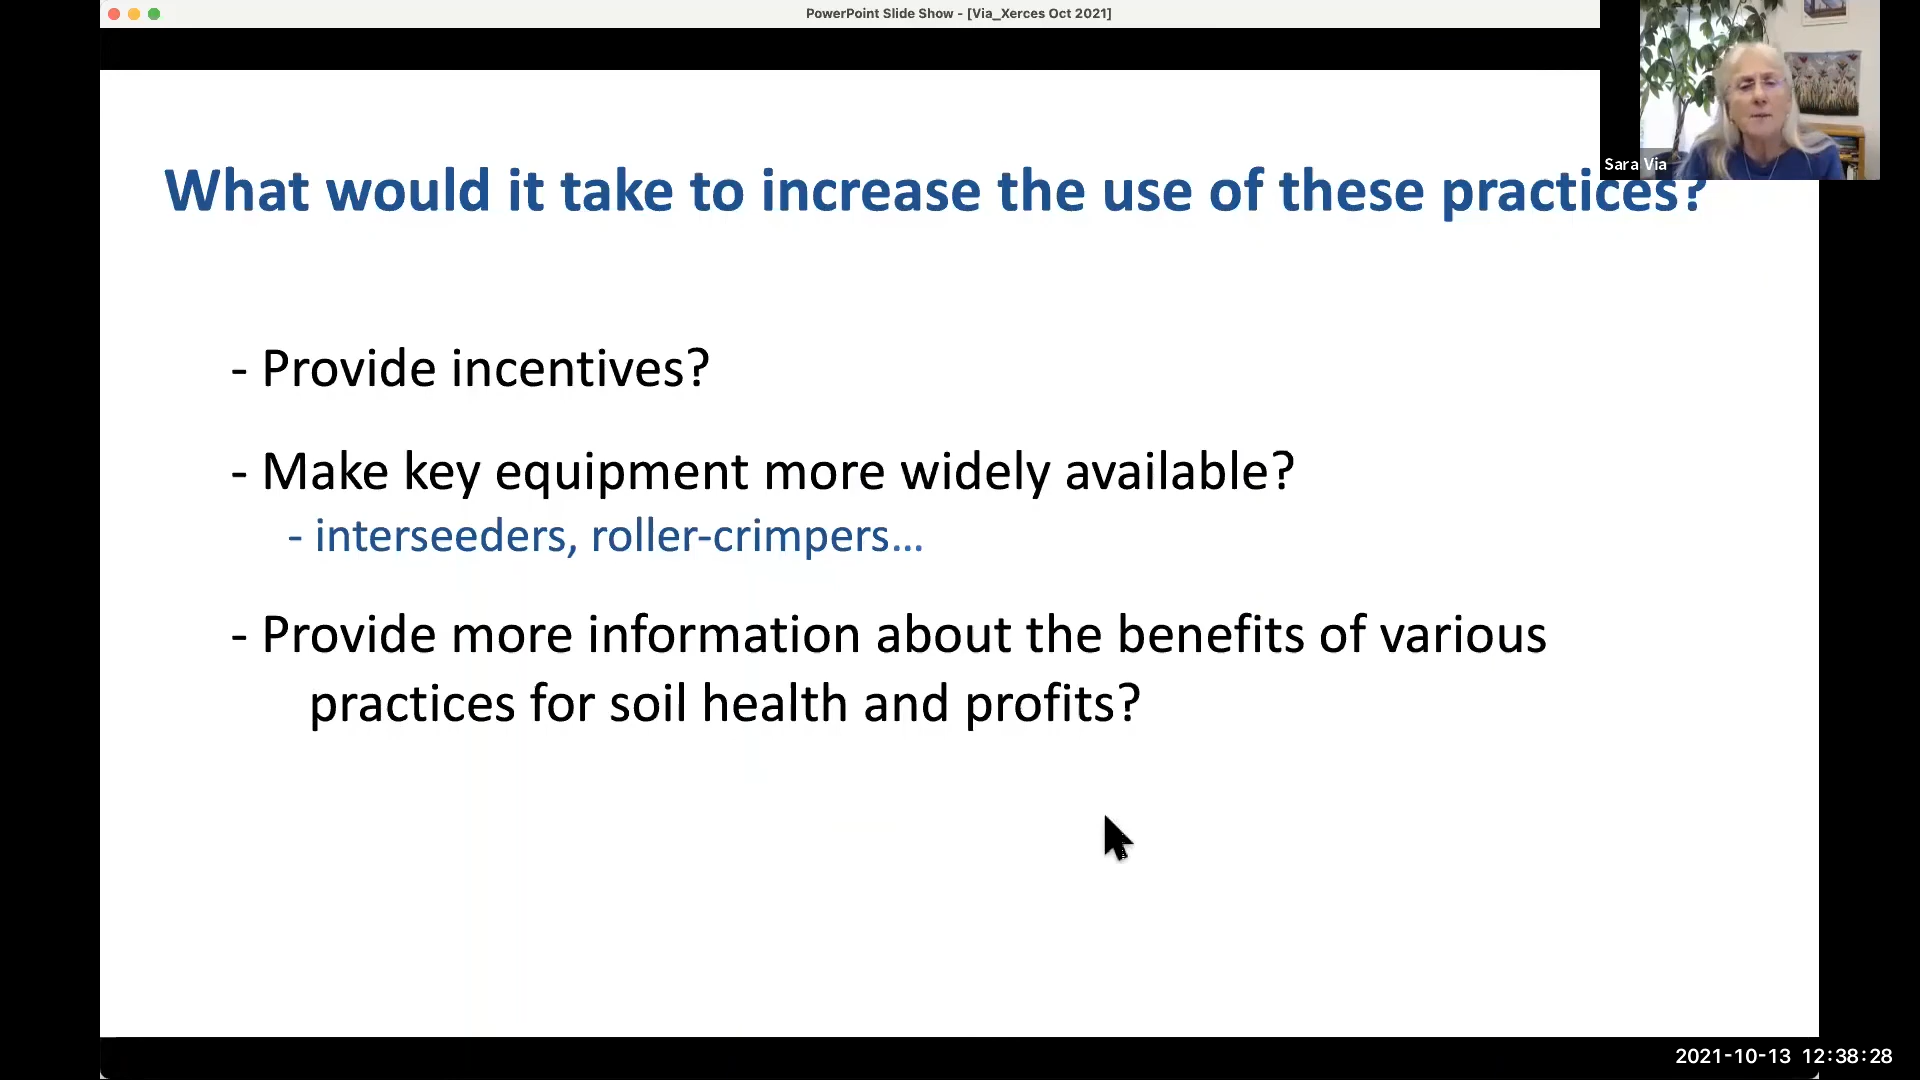 PowerPoint Slide Show - [Via_Xerces Oct 2021]
Sara Via
What would it take to increase the use of these practices?
- Provide incentives?
- Make key equipment more widely available?
- interseeders, roller-crimpers...
- Provide more information about the benefits of various
practices for soil health and profits?
2021-10-13 12:38:28